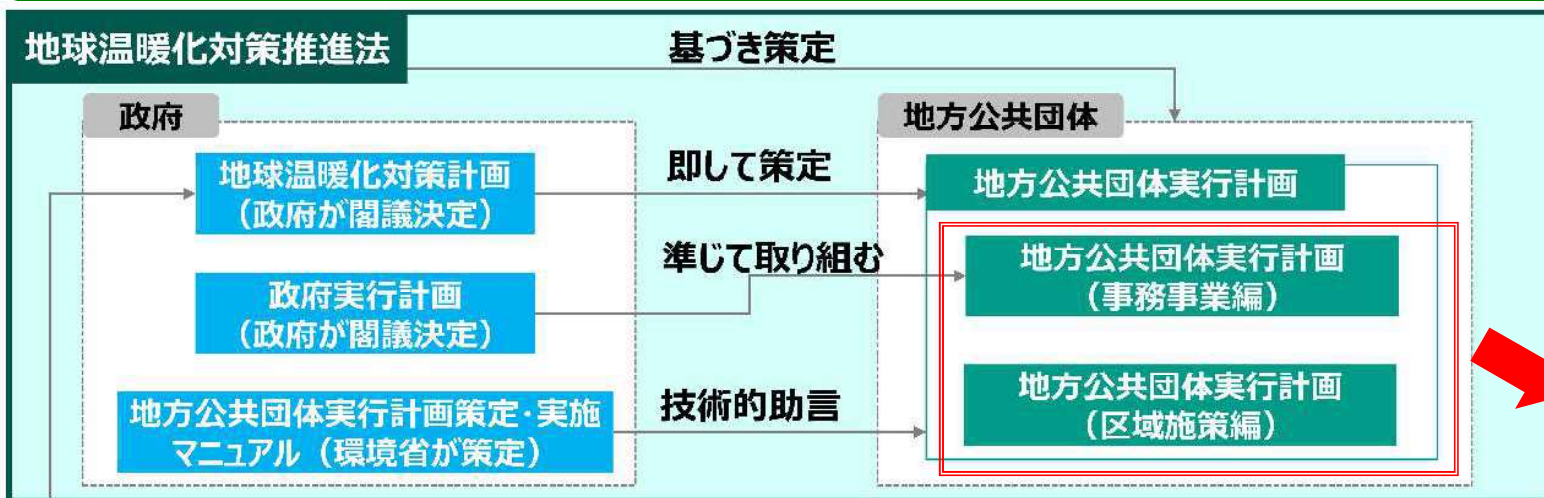 地球温暖化対策推進法
基づき策定
政府
地方公共団体
地球温暖化対策計画
（政府が閣議決定）
即して策定
地方公共団体実行計画
準じて取り組む
地方公共団体実行計画
（事務事業編）
政府実行計画
（政府が閣議決定）
地方公共団体実行計画策定・実施
マニュアル（環境省が策定）
技術的助言
地方公共団体実行計画
（区域施策編）